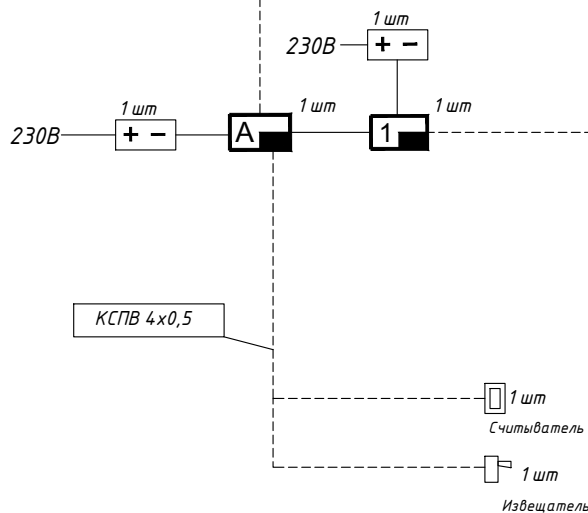 1 шт
230В
+ −
1 шт
1 шт
1 шт
230В
+ −
A
1
КСПВ 4x0,5
1 шт
Считыватель
1 шт
Извещатель